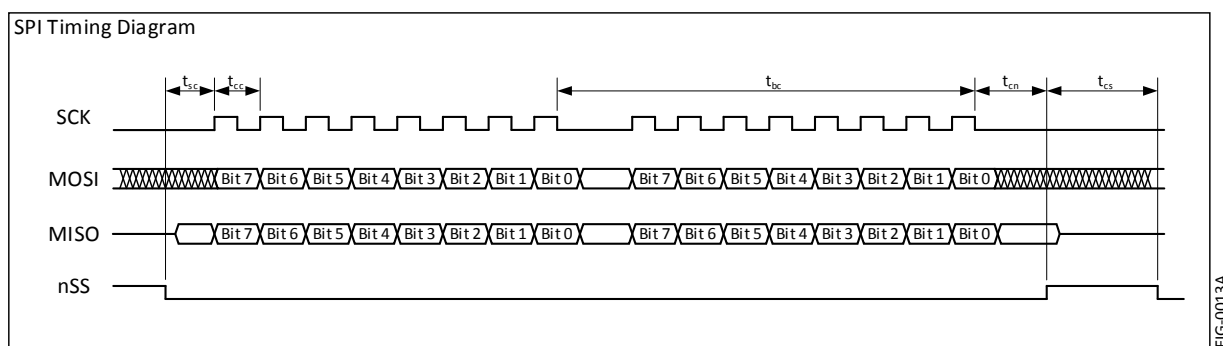 SPI Timing Diagram
tsc tcc tbc tcn tcs
SCK
MOSI Bit 7 Bit 6 Bit 5 Bit 4 Bit 3 Bit 2 Bit 1 Bit 0 Bit 7 Bit 6 Bit 5 Bit 4 Bit 3 Bit 2 Bit 1 Bit 0
MISO Bit 7 Bit 6 Bit 5 Bit 4 Bit 3 Bit 2 Bit 1 Bit 0 Bit 7 Bit 6 Bit 5 Bit 4 Bit 3 Bit 2 Bit 1 Bit 0
nSS
FIG-0013A